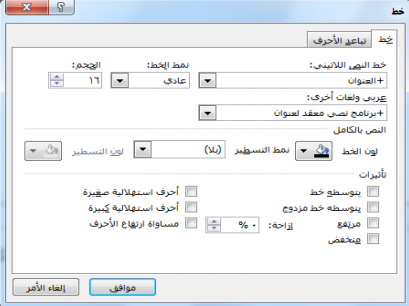 خط
خط تباعد الأحرف
خط النص اللاتيني: نمط الخط: الحجم:
+العنوان عادي ١٦
عربي ولغات أخرى:
+برنامج نصي معقد لعنوان
النص بالكامل
لون الخط نمط التسطير (بلا) لون التسطير
تأثيرات
يتوسطه خط أحرف استهلالية صغيرة
يتوسطه خط مزدوج أحرف استهلالية كبيرة
مرتفع إزاحة: ٠ % مساواة ارتفاع الأحرف
منخفض
موافق إلغاء الأمر